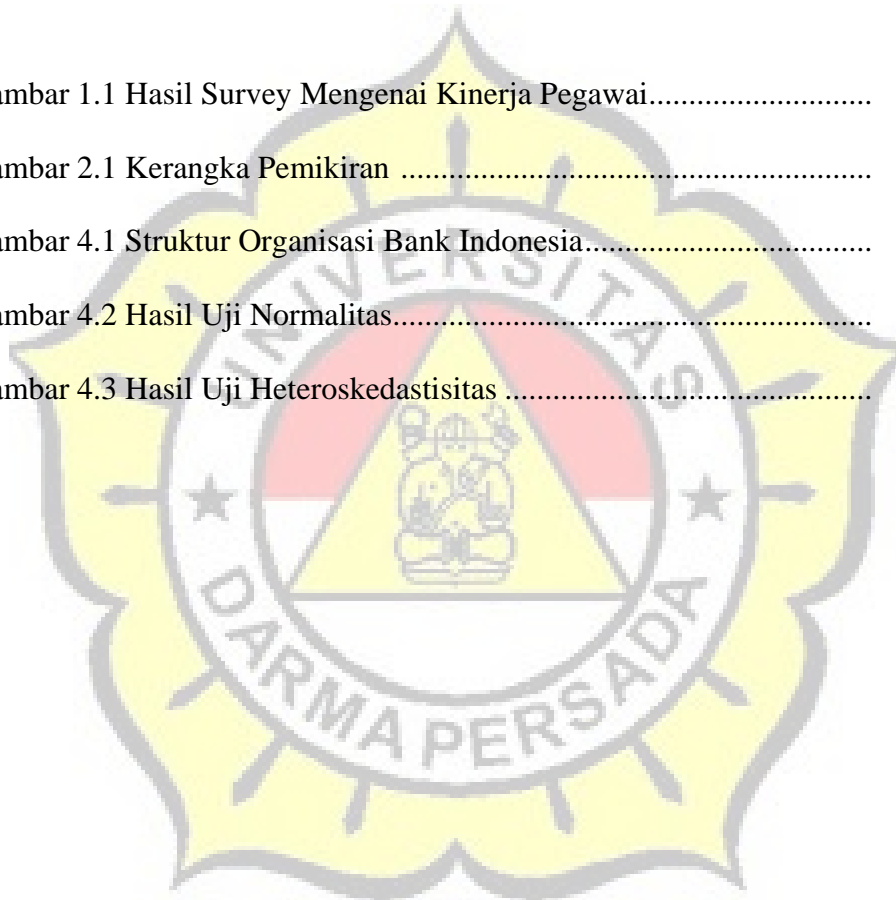 ambar 1.1 Hasil Survey Mengenai Kinerja Pegawai...........................
ambar 2.1 Kerangka Pemikiran .........................................................
ambar 4.1 Struktur Organisasi Bank Indonesia...................................
ambar 4.2 Hasil Uji Normalitas..........................................................
ambar 4.3 Hasil Uji Heteroskedastisitas ............................................
UNIVERSITAS
DARMA PERSADA